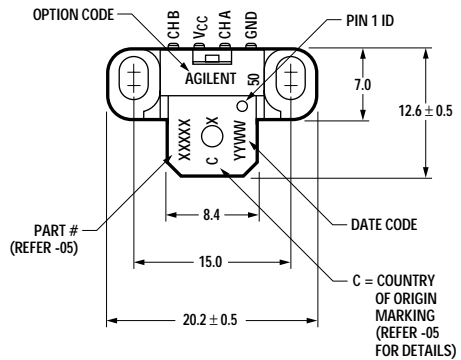 OPTION CODE
CHB
VCC
CHA
GND
PIN 1 ID
AGILENT
50
7.0
12.6 ± 0.5
XXXXX
X
C
YYWW
PART #
(REFER -05)
8.4
DATE CODE
15.0
C = COUNTRY
OF ORIGIN
MARKING
(REFER -05
FOR DETAILS)
20.2 ± 0.5